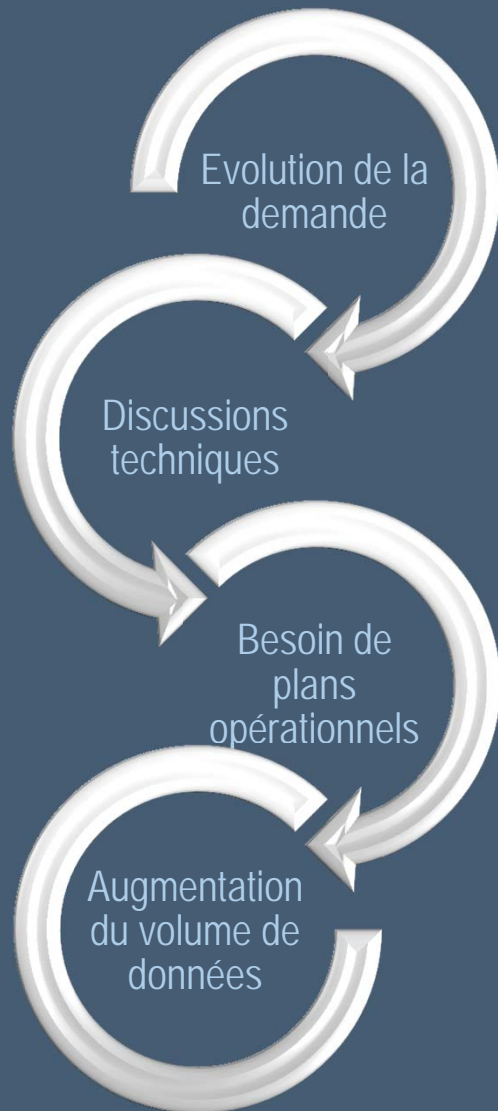 Evolution de la
demande
Discussions
techniques
Besoin de
plans
opérationnels
Augmentation
du volume de
données